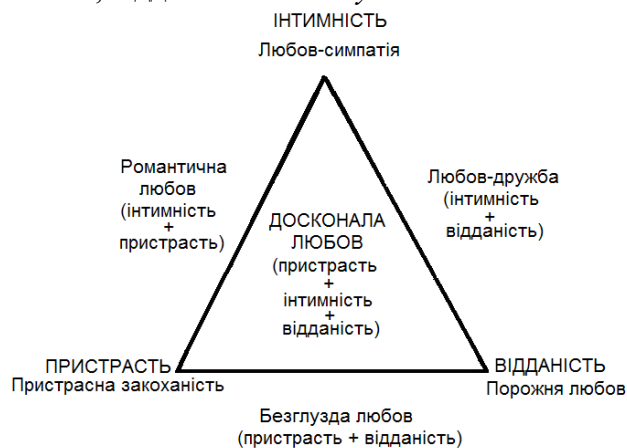 ІНТИМНІСТЬ
Любов-симпатія
Романтична
любов
(інтимність
+
пристрасть)
Любов-дружба
(інтимність
+
відданість)
ДОСКОНАЛА
ЛЮБОВ
(пристрасть
+
інтимність
+
відданість)
ПРИСТРАСТЬ
Пристрасна закоханість
ВІДДАНІСТЬ
Порожня любов
Безглузда любов
(пристрасть + відданість)